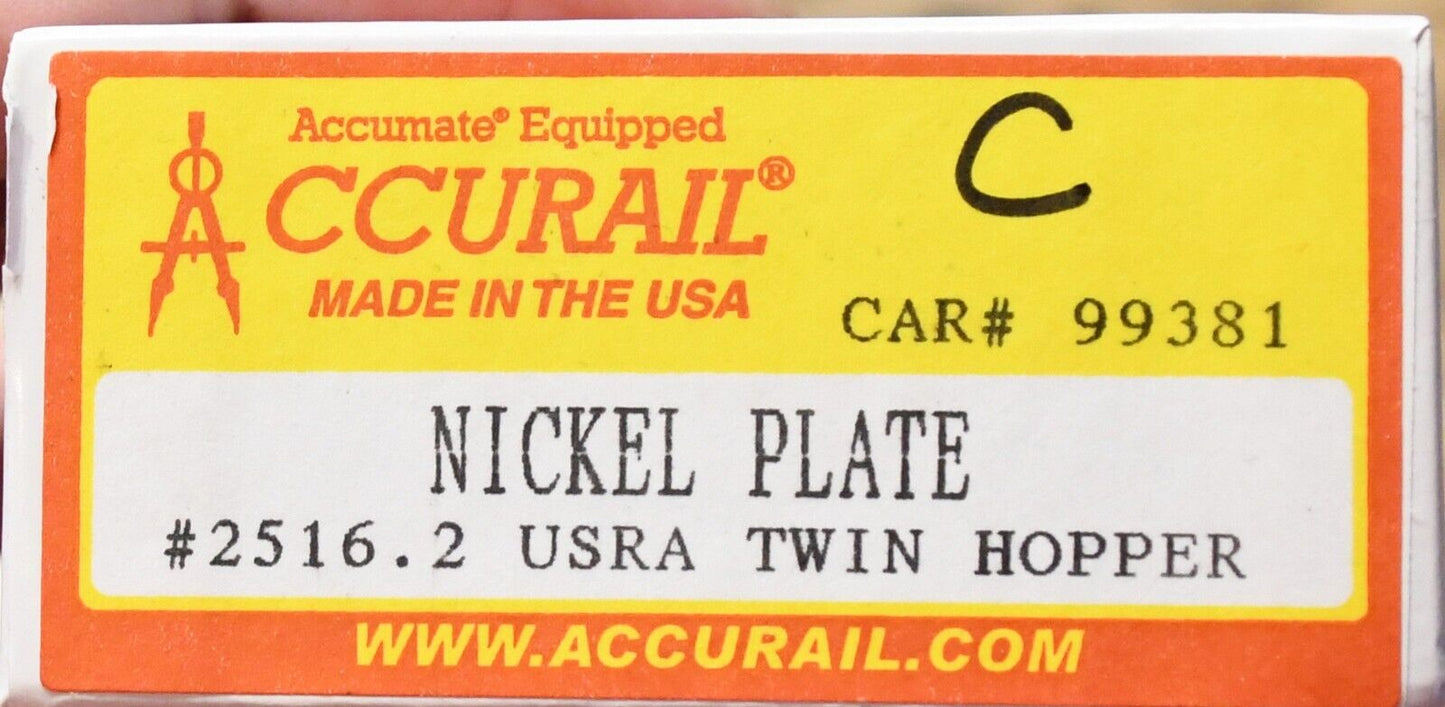 Accumate® Equipped
ACCURAIL®
MADE IN THE USA
C
CAR# 99381
NICKEL PLATE
#2516.2 USRA TWIN HOPPER
WWW.ACCURAIL.COM